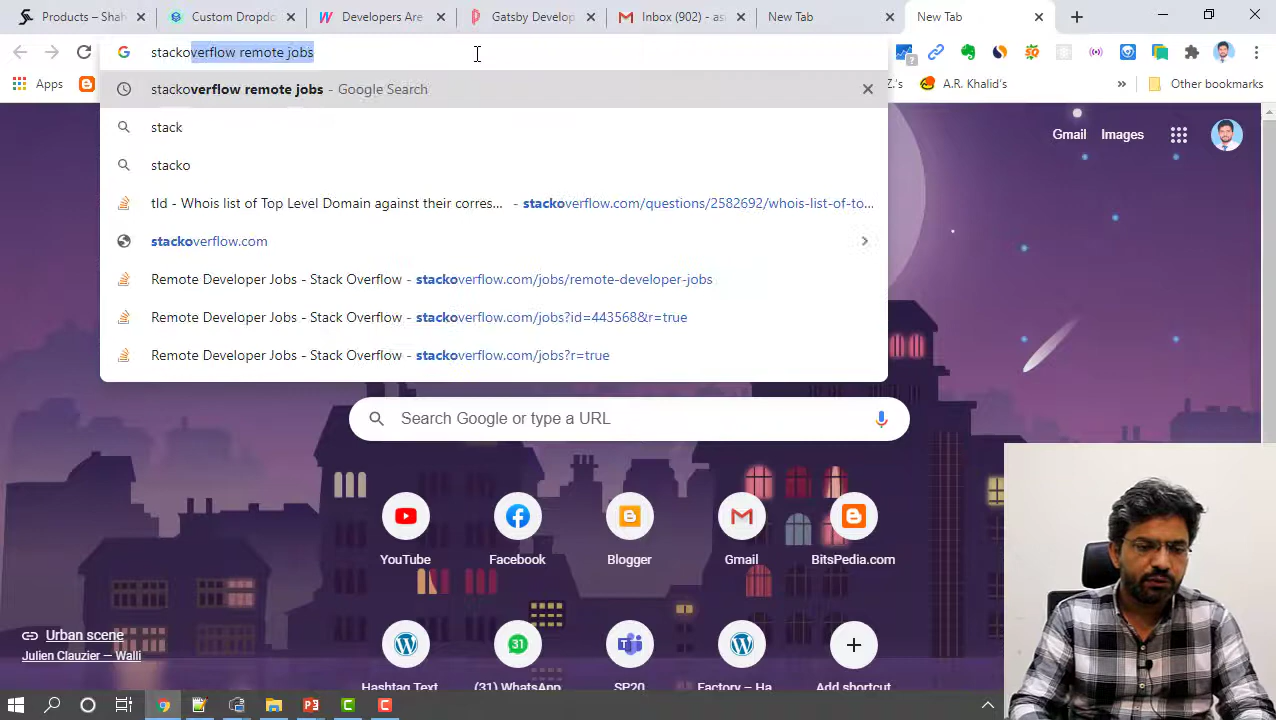 Products – Shah
Custom Dropdo
Developers Are
Gatsby Develop
Inbox (902) - as
New Tab
New Tab
stackoverflow remote jobs
Apps
Z.'s
A.R. Khalid's
Other bookmarks
stackoverflow remote jobs - Google Search
stack
stacko
tld - Whois list of Top Level Domain against their corres... - stackoverflow.com/questions/2582692/whois-list-of-to...
stackoverflow.com
Remote Developer Jobs - Stack Overflow - stackoverflow.com/jobs/remote-developer-jobs
Remote Developer Jobs - Stack Overflow - stackoverflow.com/jobs?id=443568&r=true
Remote Developer Jobs - Stack Overflow - stackoverflow.com/jobs?r=true
Gmail Images
Search Google or type a URL
YouTube
Facebook
Blogger
Gmail
BitsPedia.com
Urban scene
Julien Clauzier — Walli
31
Hashtag Text
(31) WhatsApp
SP20
Factory – Ha
Add shortcut